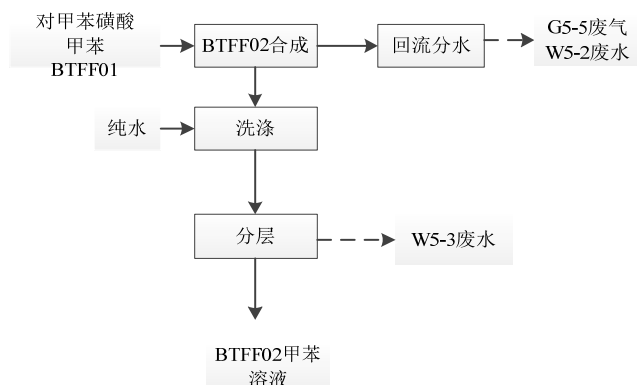 对甲苯磺酸
甲苯
BTFF01
BTFF02合成
回流分水
G5-5废气
W5-2废水
纯水
洗涤
分层
W5-3废水
BTFF02甲苯
溶液